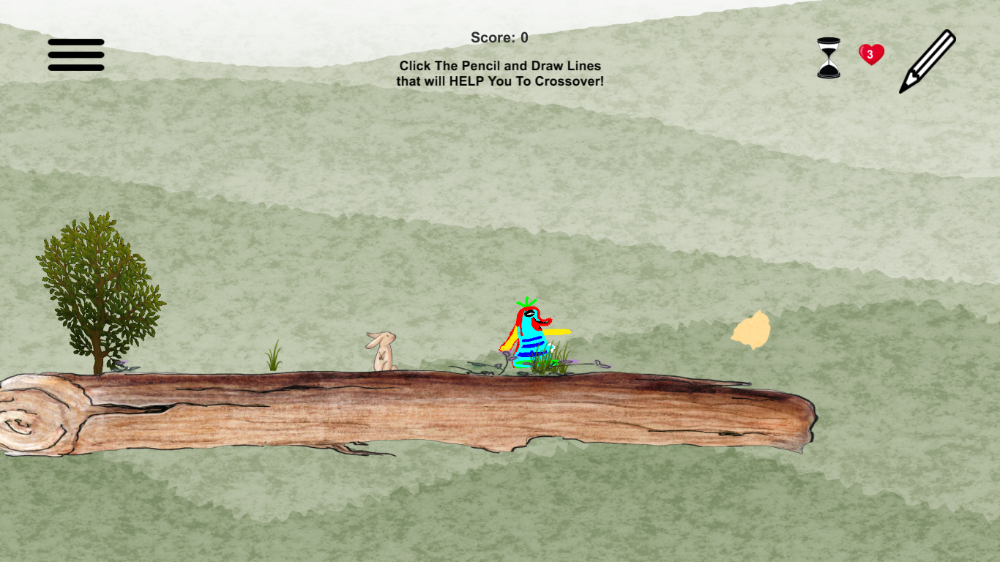 Score: 0
3
Click The Pencil and Draw Lines
that will HELP You To Crossover!